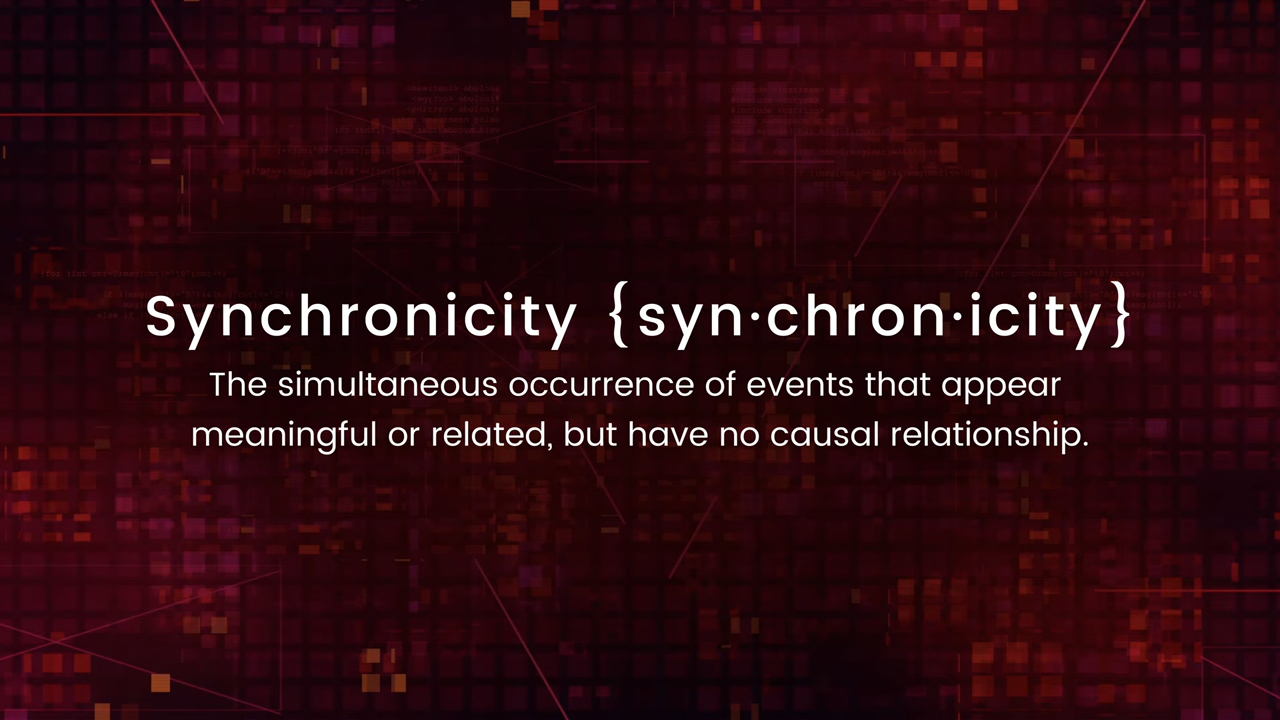 Synchronicity {syn·chron·icity}
The simultaneous occurrence of events that appear
meaningful or related, but have no causal relationship.